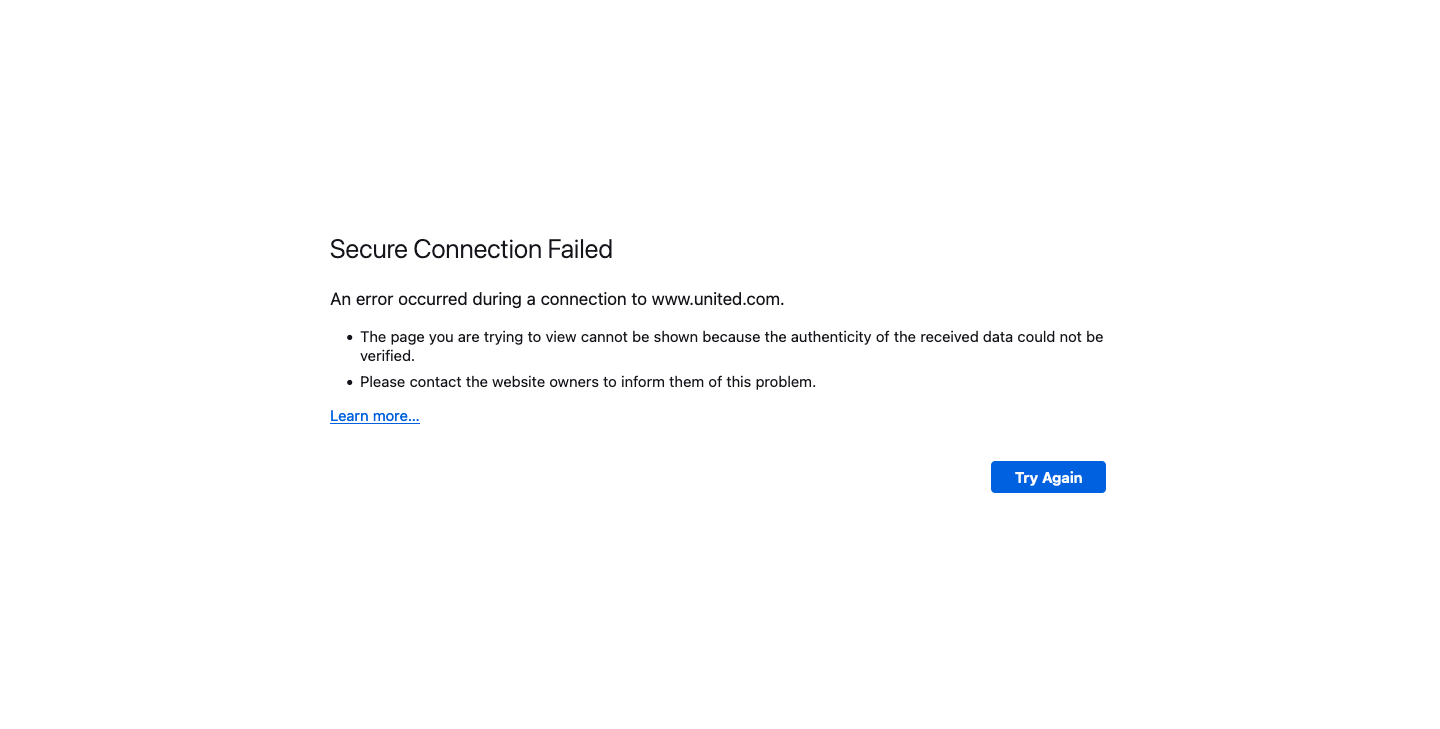 Secure Connection Failed
An error occurred during a connection to www.united.com.
• The page you are trying to view cannot be shown because the authenticity of the received data could not be
verified.
• Please contact the website owners to inform them of this problem.
Learn more…
Try Again